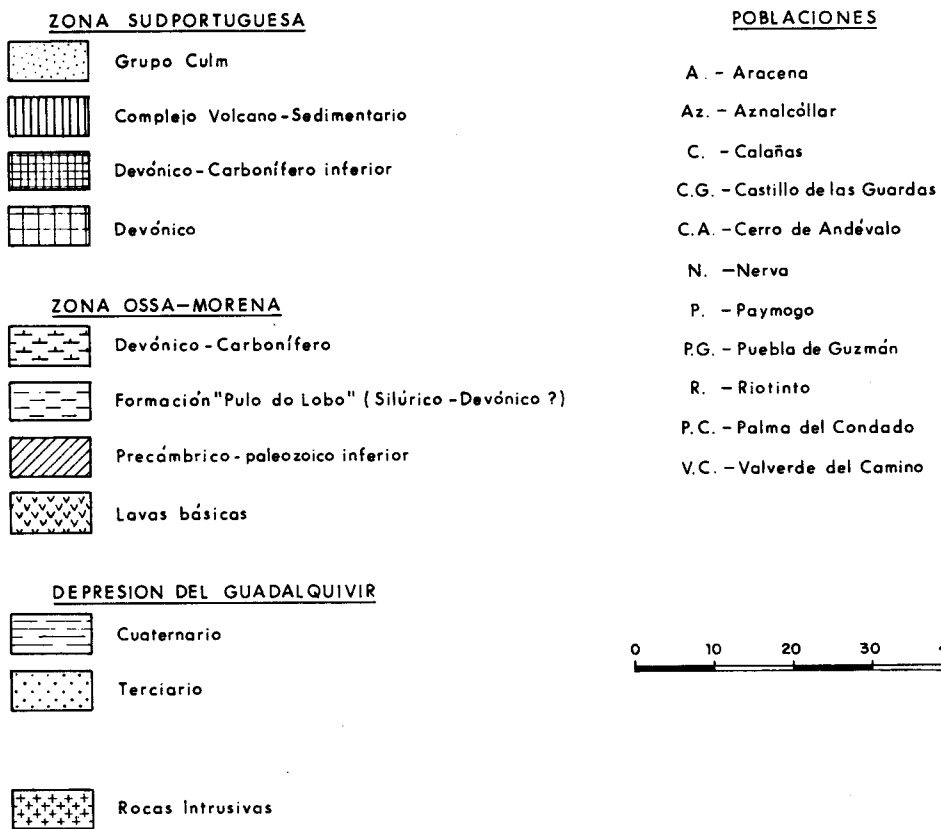 ZONA SUDPORTUGUESA
Grupo Culm
Complejo Volcano-Sedimentario
Devónico-Carbonífero inferior
Devónico
ZONA OSSA-MORENA
Devónico-Carbonífero
Formación "Pulo do Lobo" (Silúrico-Devónico ?)
Precámbrico-paleozoico inferior
Lavas básicas
DEPRESION DEL GUADALQUIVIR
Cuaternario
Terciario
Rocas Intrusivas
POBLACIONES
A. - Aracena
Az. - Aznalcóllar
C. - Calañas
C.G. - Castillo de las Guardas
C.A. - Cerro de Andévalo
N. - Nerva
P. - Paymogo
P.G. - Puebla de Guzmán
R. - Riotinto
P.C. - Palma del Condado
V.C. - Valverde del Camino
0 10 20 30